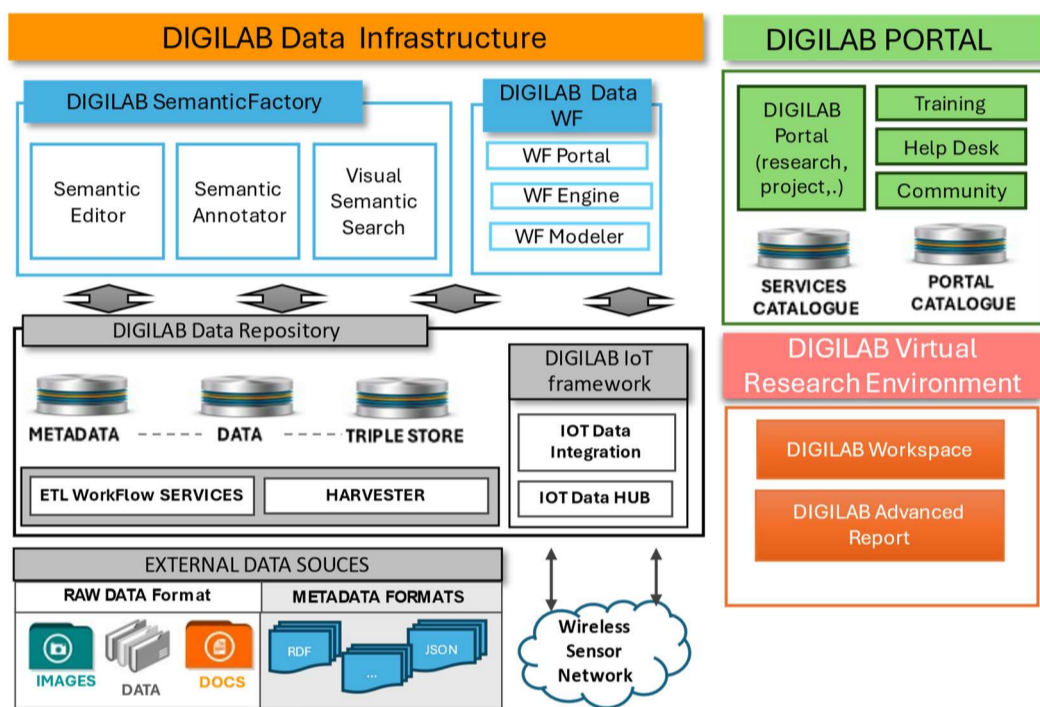 DIGILAB Data Infrastructure
DIGILAB PORTAL
DIGILAB SemanticFactory
Semantic
Editor
Semantic
Annotator
Visual
Semantic
Search
DIGILAB Data
WF
WF Portal
WF Engine
WF Modeler
DIGILAB
Portal
(research,
project,.)
Training
Help Desk
Community
SERVICES
CATALOGUE
PORTAL
CATALOGUE
DIGILAB Data Repository
METADATA
DATA
TRIPLE STORE
ETL WorkFlow SERVICES
HARVESTER
DIGILAB IoT
framework
IOT Data
Integration
IOT Data HUB
DIGILAB Virtual
Research Environment
DIGILAB Workspace
DIGILAB Advanced
Report
EXTERNAL DATA SOUCES
RAW DATA Format
METADATA FORMATS
IMAGES
DATA
DOCS
RDF
...
JSON
Wireless
Sensor
Network